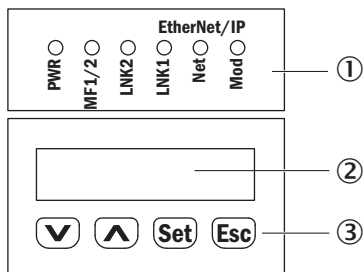 EtherNet/IP
PWR MF1/2 LNK2 LNK1 Net Mod
①
②
Set Esc
③